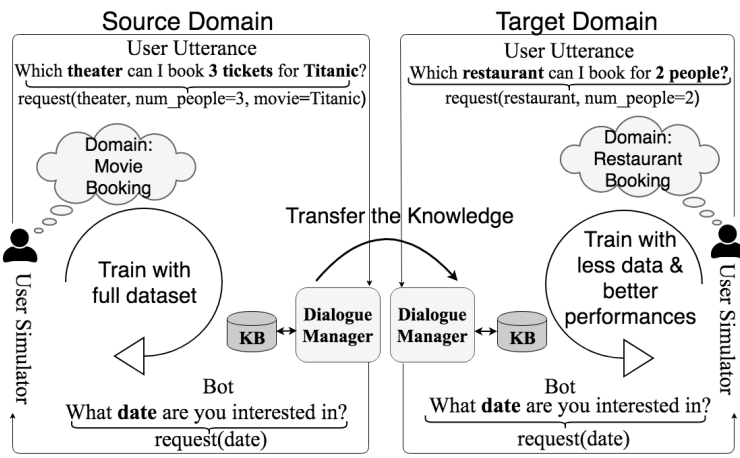 Source Domain
User Utterance
Which theater can I book 3 tickets for Titanic?
request(theater, num_people=3, movie=Titanic)
Domain:
Movie
Booking
Train with
full dataset
User Simulator
KB
Dialogue
Manager
Bot
What date are you interested in?
request(date)
Transfer the Knowledge
Target Domain
User Utterance
Which restaurant can I book for 2 people?
request(restaurant, num_people=2)
Domain:
Restaurant
Booking
Train with
less data &
better
performances
User Simulator
Dialogue
Manager
KB
Bot
What date are you interested in?
request(date)